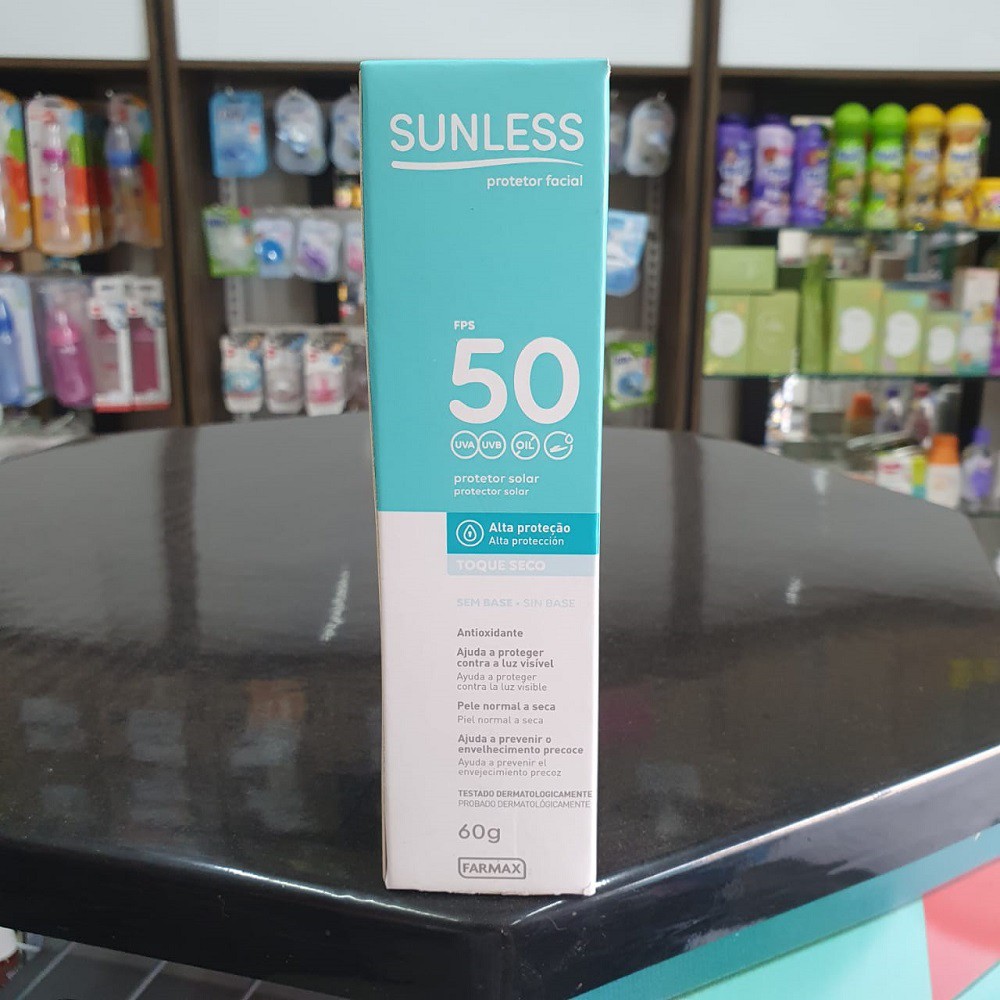 SUNLESS
protetor facial
FPS
50
UVA UVB OIL
protetor solar
protector solar
Alta proteção
Alta protección
TOQUE SECO
SEM BASE • SIN BASE
Antioxidante
Ajuda a proteger
contra a luz visível
Ayuda a proteger
contra la luz visible
Pele normal a seca
Piel normal a seca
Ajuda a prevenir o
envelhecimento precoce
Ayuda a prevenir el
envejecimiento precoz
TESTADO DERMATOLOGICAMENTE
PROBADO DERMATOLÓGICAMENTE
60g
FARMAX